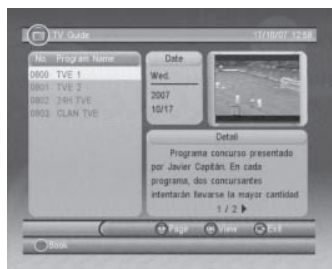 TV Guide
17/10/07 12:58
No. Program Name
0800 TVE 1
0801 TVE 2
0802 24H TVE
0803 CLAN TVE
Date
Wed.
2007
10/17
Detail
Programa concurso presentado
por Javier Capitán. En cada
programa, dos concursantes
intentarán llevarse la mayor cantidad
1 / 2
Page View Exit
Book